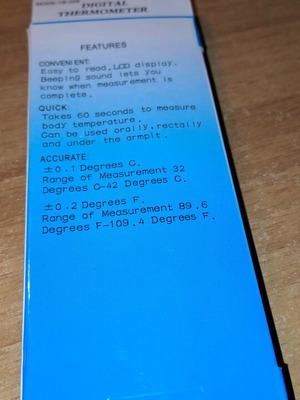 DIGITAL
THERMOMETER
FEATURES
CONVENIENT:
Easy to read, LCD display.
Beeping sound lets you
know when measurement is
complete.
QUICK:
Takes 60 seconds to measure
body temperature.
Can be used orally, rectally
and under the armpit.
ACCURATE:
±0.1 Degrees C.
Range of Measurement 32
Degrees C-42 Degrees C.
±0.2 Degrees F.
Range of Measurement 89.6
Degrees F-109.4 Degrees F.